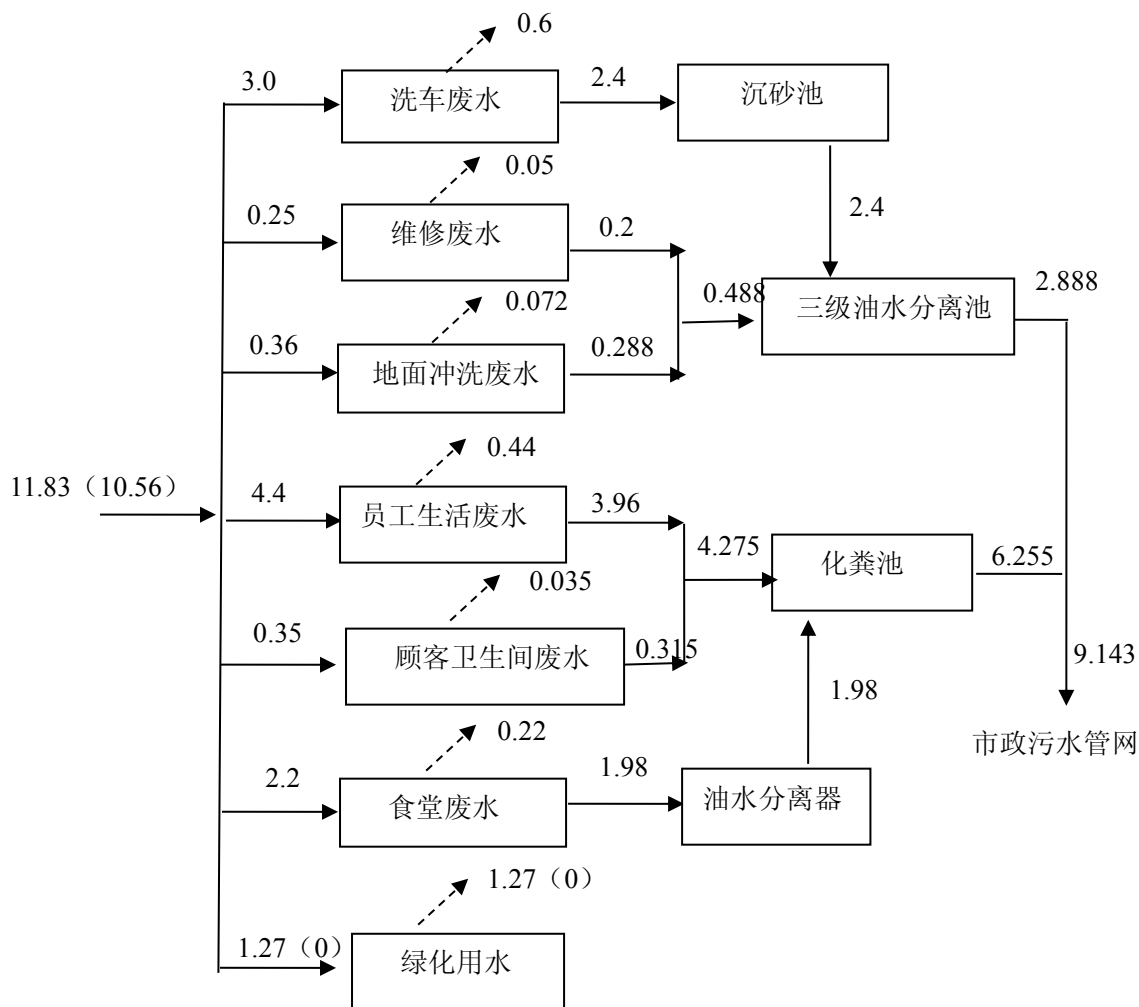 0.6
3.0
洗车废水
2.4
沉砂池
0.05
0.25
维修废水
0.2
2.4
0.072
0.488
三级油水分离池
2.888
0.36
地面冲洗废水
0.288
0.44
11.83（10.56）
4.4
员工生活废水
3.96
4.275
化粪池
6.255
0.035
0.35
顾客卫生间废水
0.315
9.143
1.98
市政污水管网
0.22
2.2
食堂废水
1.98
油水分离器
1.27（0）
1.27（0）
绿化用水